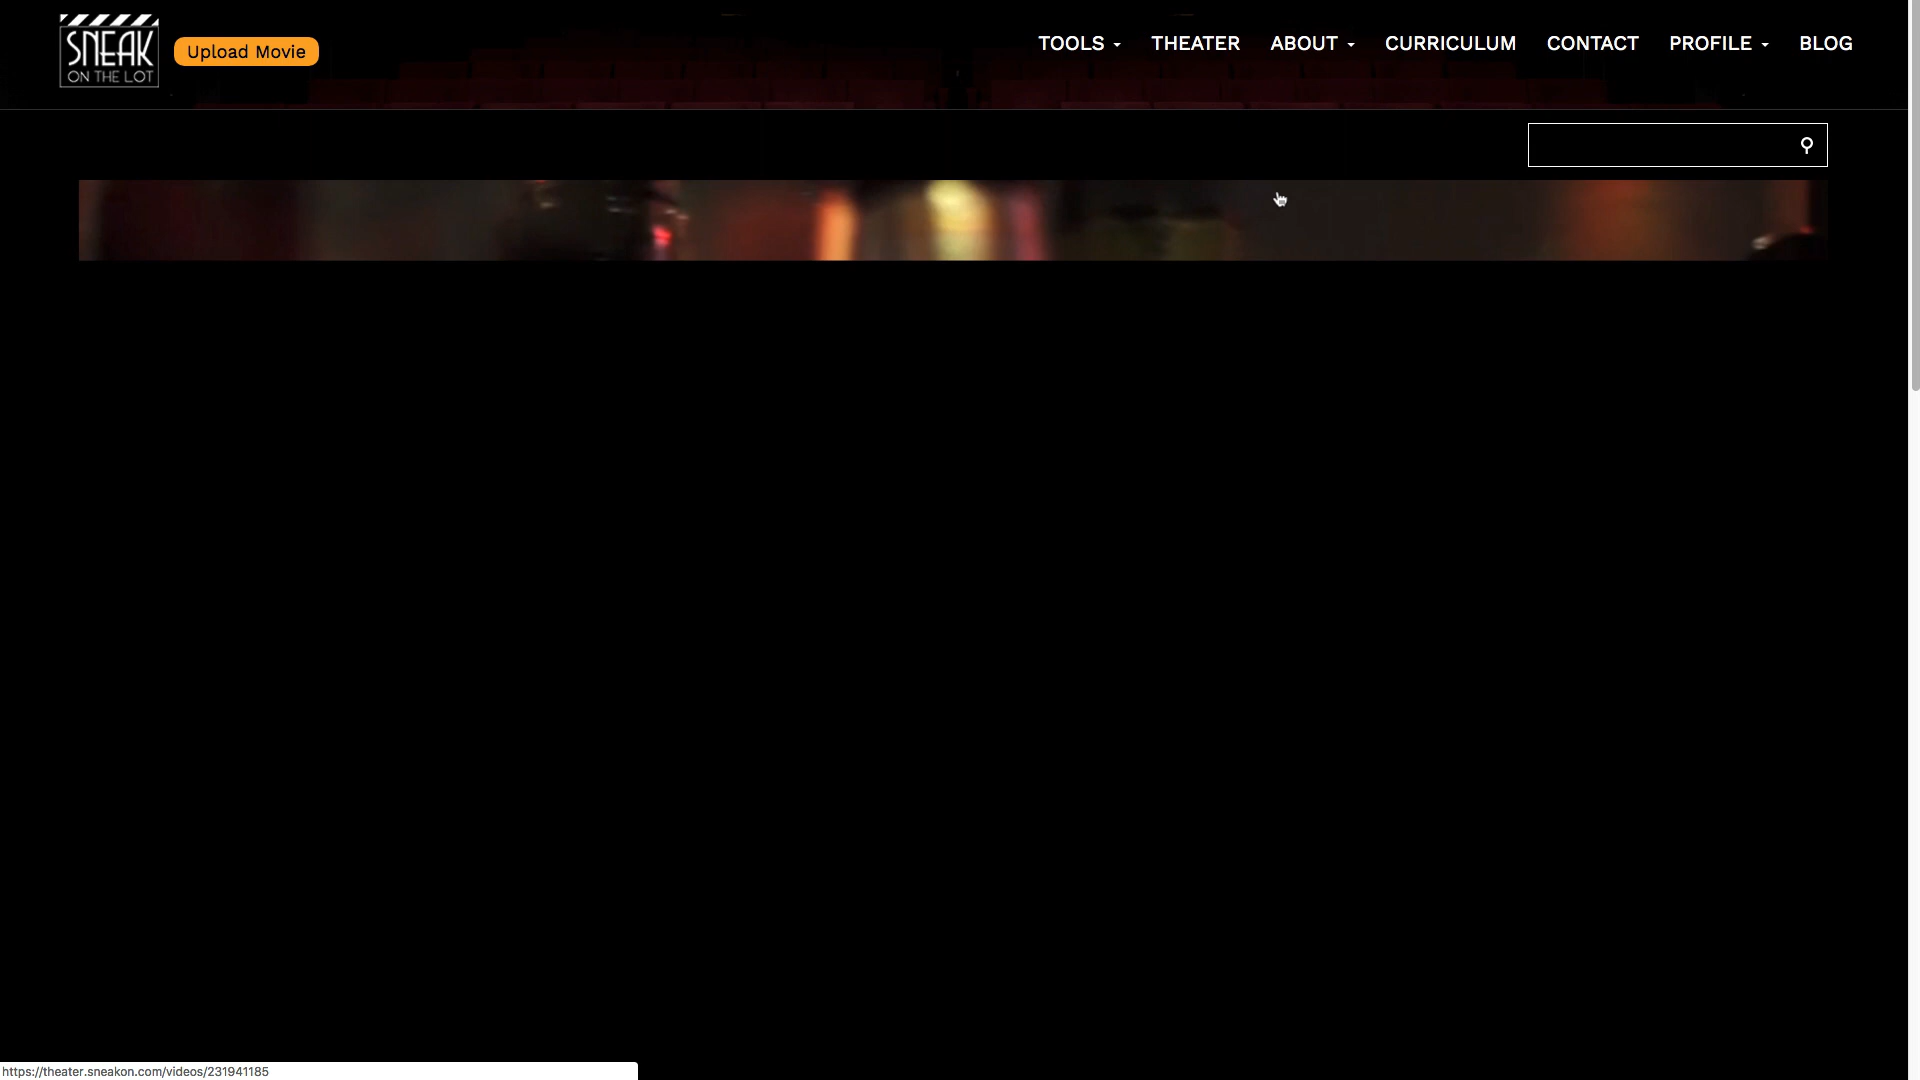 SNEAK
ON THE LOT
Upload Movie
TOOLS
THEATER
ABOUT
CURRICULUM
CONTACT
PROFILE
BLOG
https://theater.sneakon.com/videos/231941185